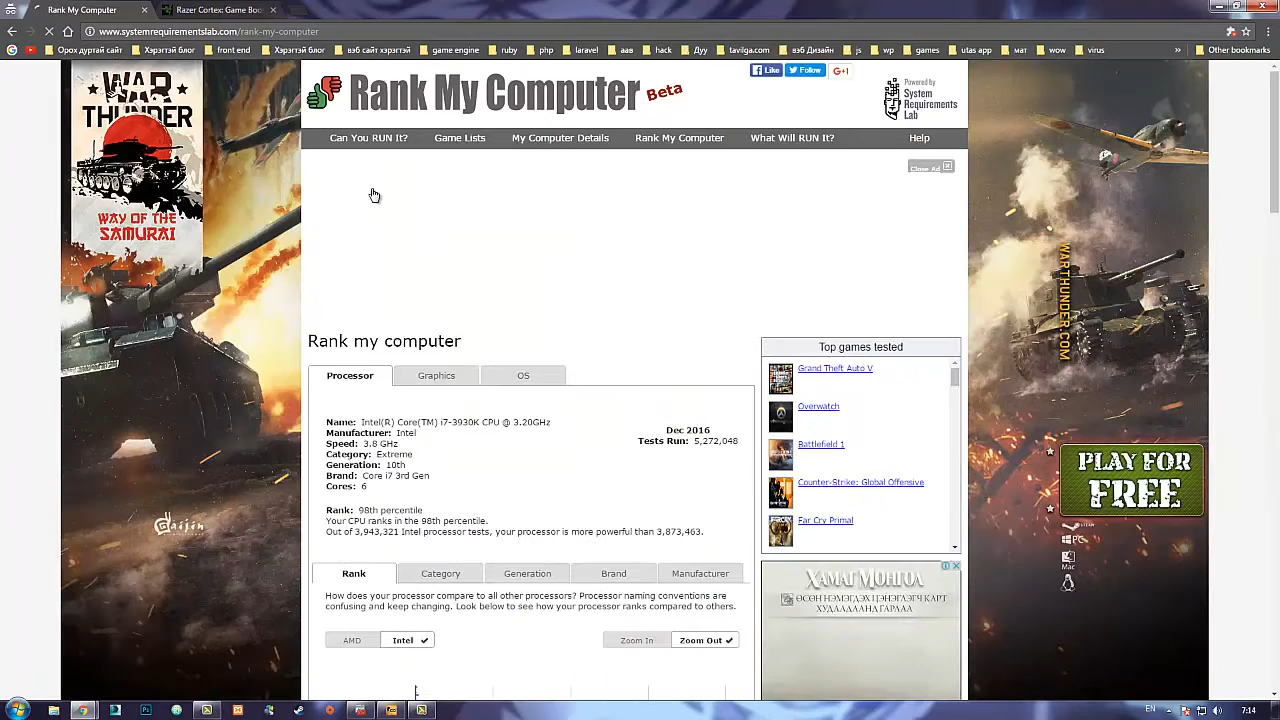 Rank My Computer
Razer Cortex: Game Boo
www.systemrequirementslab.com/rank-my-computer
Орох дургай сайт
Хэрэгтэй блог
front end
Хэрэгтэй блог
вэб сайт хэрэгтэй
game engine
ruby
php
laravel
аав
hack
Дуу
tavilga.com
вэб Дизайн
js
wp
games
utas app
мат
wow
virus
»
Other bookmarks
WAR THUNDER
WAY OF THE
SAMURAI
Gaijin
Rank My Computer Beta
Like
Follow
G+1
Powered by
System
Requirements
Lab
Can You RUN It?
Game Lists
My Computer Details
Rank My Computer
What Will RUN It?
Help
Close Ad
Rank my computer
Processor
Graphics
OS
Name: Intel(R) Core(TM) i7-3930K CPU @ 3.20GHz
Manufacturer: Intel
Speed: 3.8 GHz
Category: Extreme
Generation: 10th
Brand: Core i7 3rd Gen
Cores: 6
Dec 2016
Tests Run: 5,272,048
Rank: 98th percentile
Your CPU ranks in the 98th percentile.
Out of 3,943,321 Intel processor tests, your processor is more powerful than 3,873,463.
Rank
Category
Generation
Brand
Manufacturer
How does your processor compare to all other processors? Processor naming conventions are
confusing and keep changing. Look below to see how your processor ranks compared to others.
AMD
Intel
Zoom In
Zoom Out
Top games tested
Grand Theft Auto V
Overwatch
Battlefield 1
Counter-Strike: Global Offensive
Far Cry Primal
ХАМАГ МОНГОЛ
ӨСӨН НЭМЭГДЭХ ЦЭНЭГЛЭГЧ КАРТ
ХУДАЛДААНД ГАРЛАА
WARTHUNDER.COM
PLAY FOR
FREE
STEAM
PC
Mac
EN
7:14